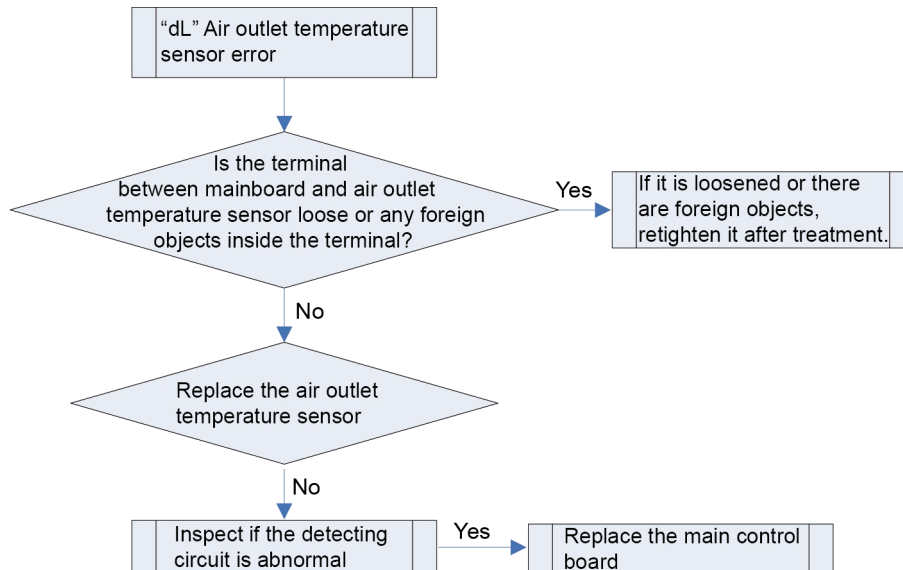 “dL” Air outlet temperature
sensor error
Is the terminal
between mainboard and air outlet
temperature sensor loose or any foreign
objects inside the terminal?
Yes
If it is loosened or there
are foreign objects,
retighten it after treatment.
No
Replace the air outlet
temperature sensor
No
Inspect if the detecting
circuit is abnormal
Yes
Replace the main control
board